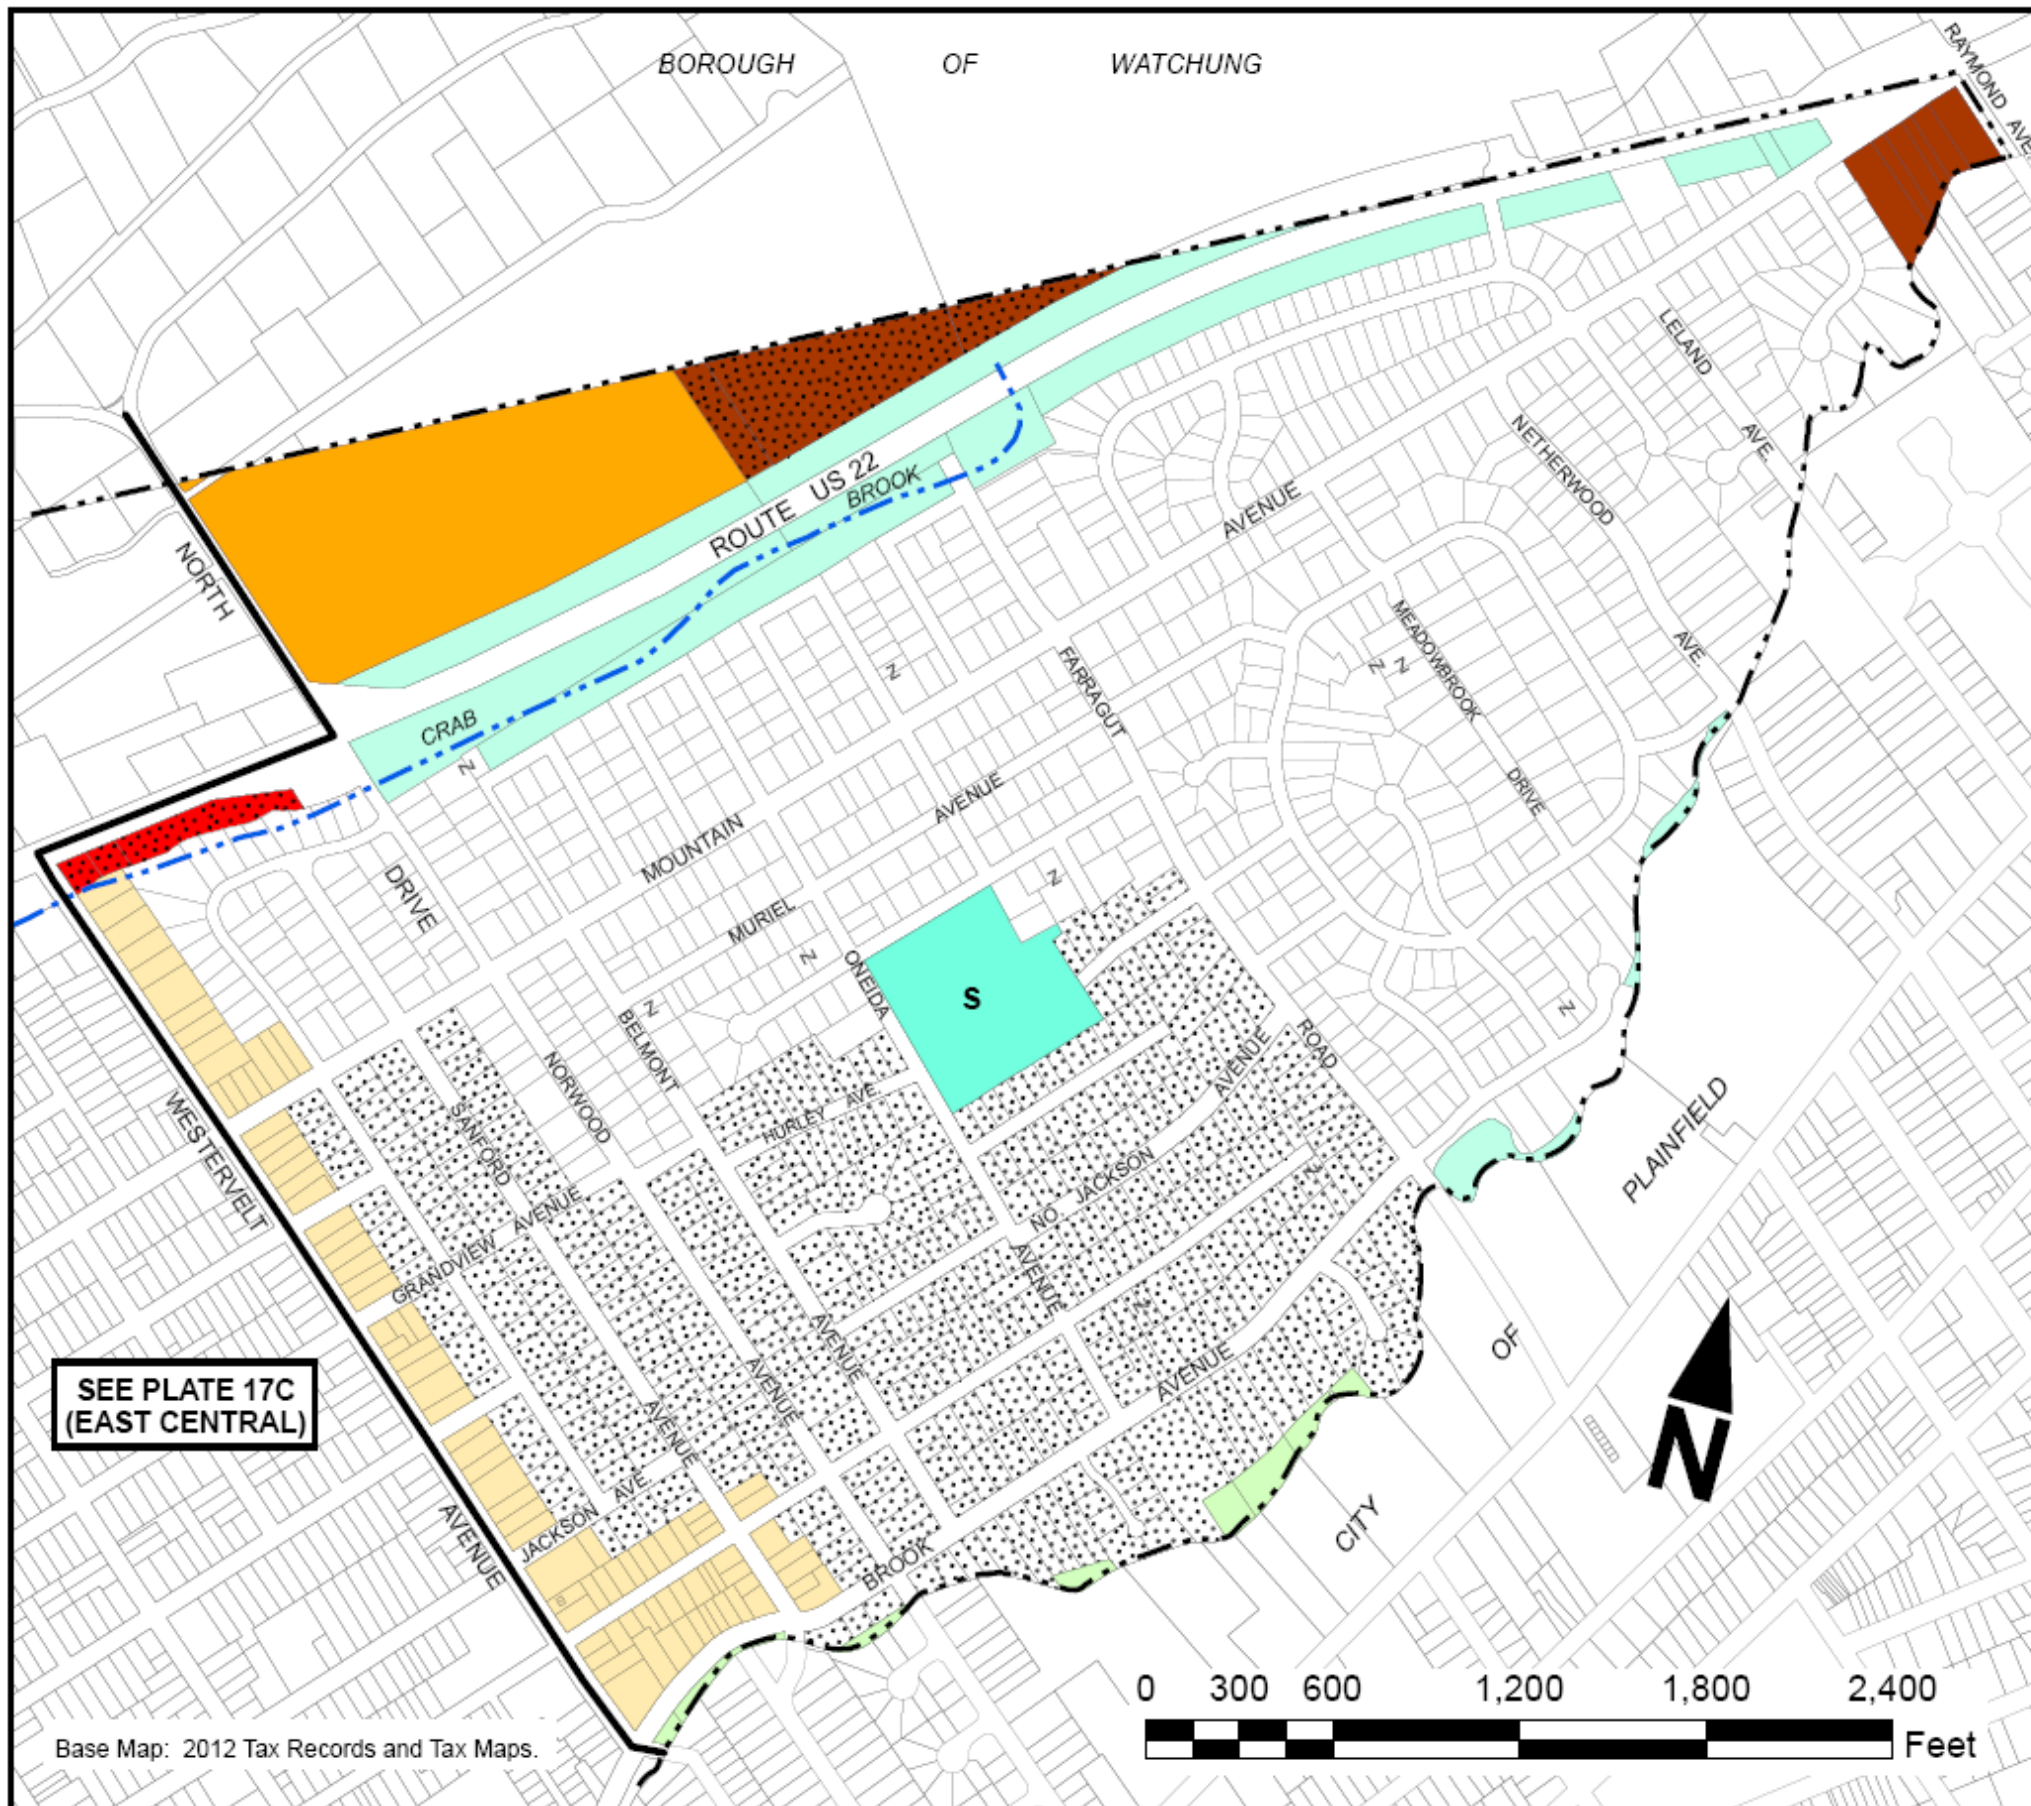 BOROUGH OF WATCHUNG
RAYMOND AVE
LELAND AVE.
NETHERWOOD AVE.
ROUTE US 22
CRAB BROOK
NORTH DRIVE
MOUNTAIN AVENUE
FARRAGUT ROAD
MEADOWBROOK DRIVE
MURIEL AVENUE
ONEIDA AVENUE
S
BELMONT AVENUE
NORWOOD AVENUE
SANFORD AVENUE
HURLEY AVE.
GRANDVIEW AVENUE
NO JACKSON AVENUE
WESTERVELT AVENUE
JACKSON AVE.
BROOK AVENUE
CITY OF PLAINFIELD
Z
Z
Z
Z
Z
Z
Z
Z
Z
Z
SEE PLATE 17C
(EAST CENTRAL)
N
0 300 600 1,200 1,800 2,400
Feet
Base Map: 2012 Tax Records and Tax Maps.